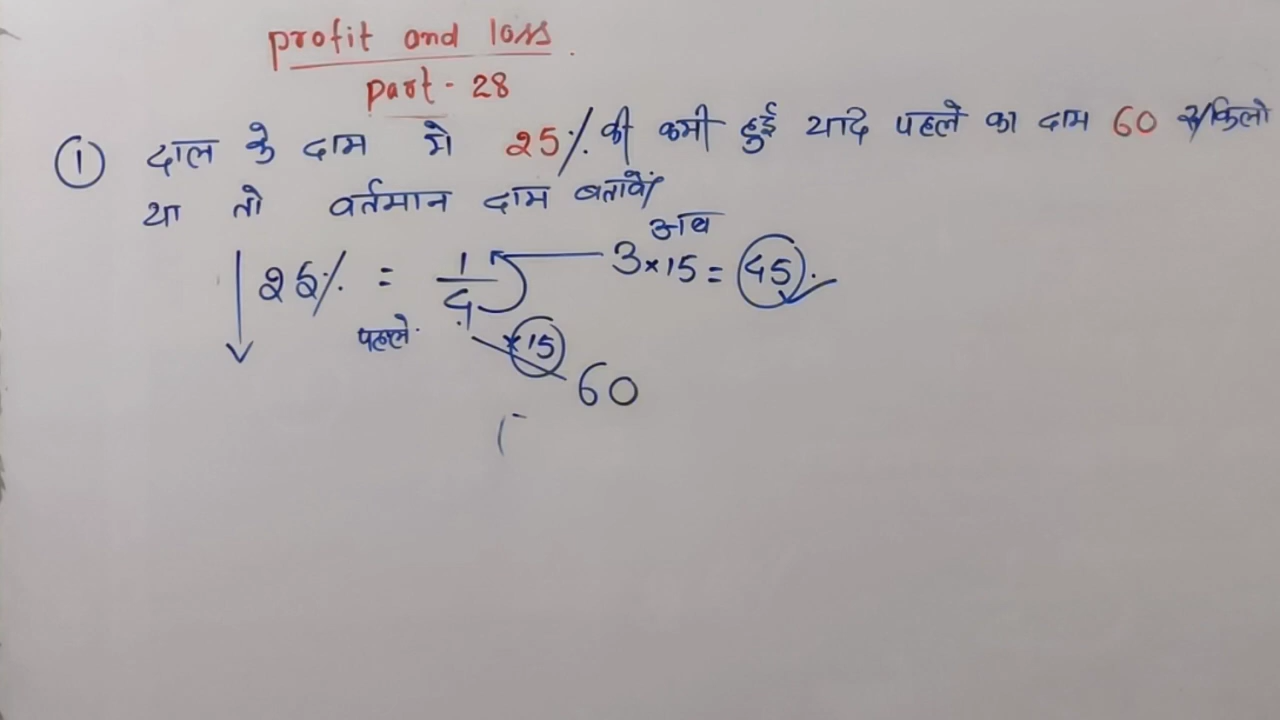 profit and loss.
part - 28
① दाल के दाम मे 25% की कमी हुई यदि पहले का दाम 60 रु/किलो
था तो वर्तमान दाम बतावें
अब
25% = 1/4 3×15 = 45.
पहले ×15
60